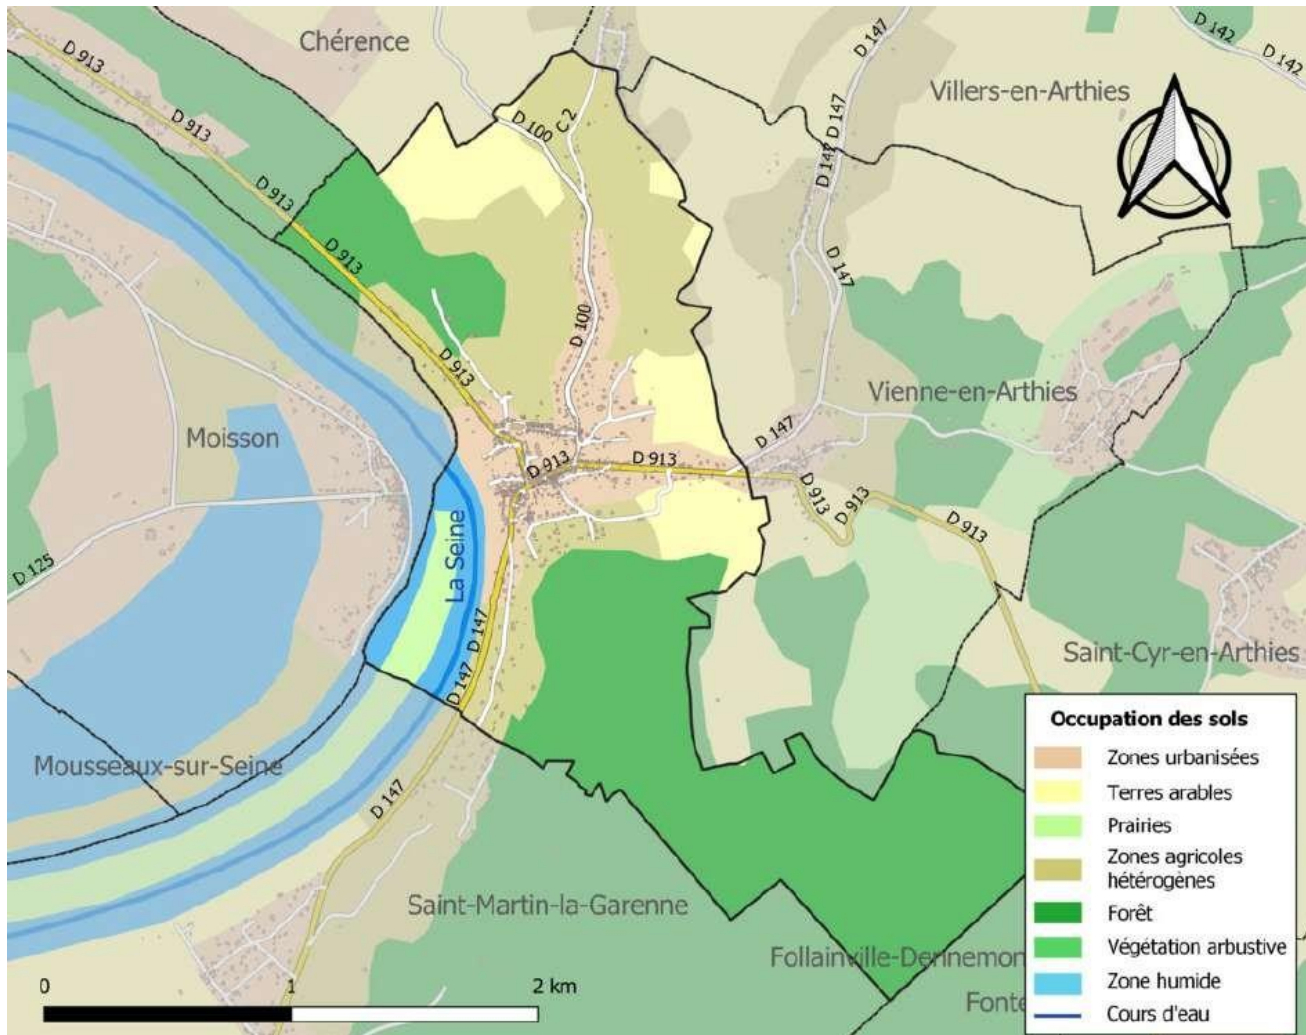 Chérence
D 913
D 147
D 142
D 142
Villers-en-Arthies
D 913
D 100
C 2
D 147
D 142
D 913
D 913
D 147
D 100
D 913
Vienne-en-Arthies
Moisson
D 147
D 913
D 913
D 913
D 913
D 913
La Seine
D 125
D 147
Saint-Cyr-en-Arthies
D 147
Mousseaux-sur-Seine
D 147
Saint-Martin-la-Garenne
Follainville-Dennemon
Fonte
Occupation des sols
Zones urbanisées
Terres arables
Prairies
Zones agricoles
hétérogènes
Forêt
Végétation arbustive
Zone humide
Cours d'eau
0 1 2 km